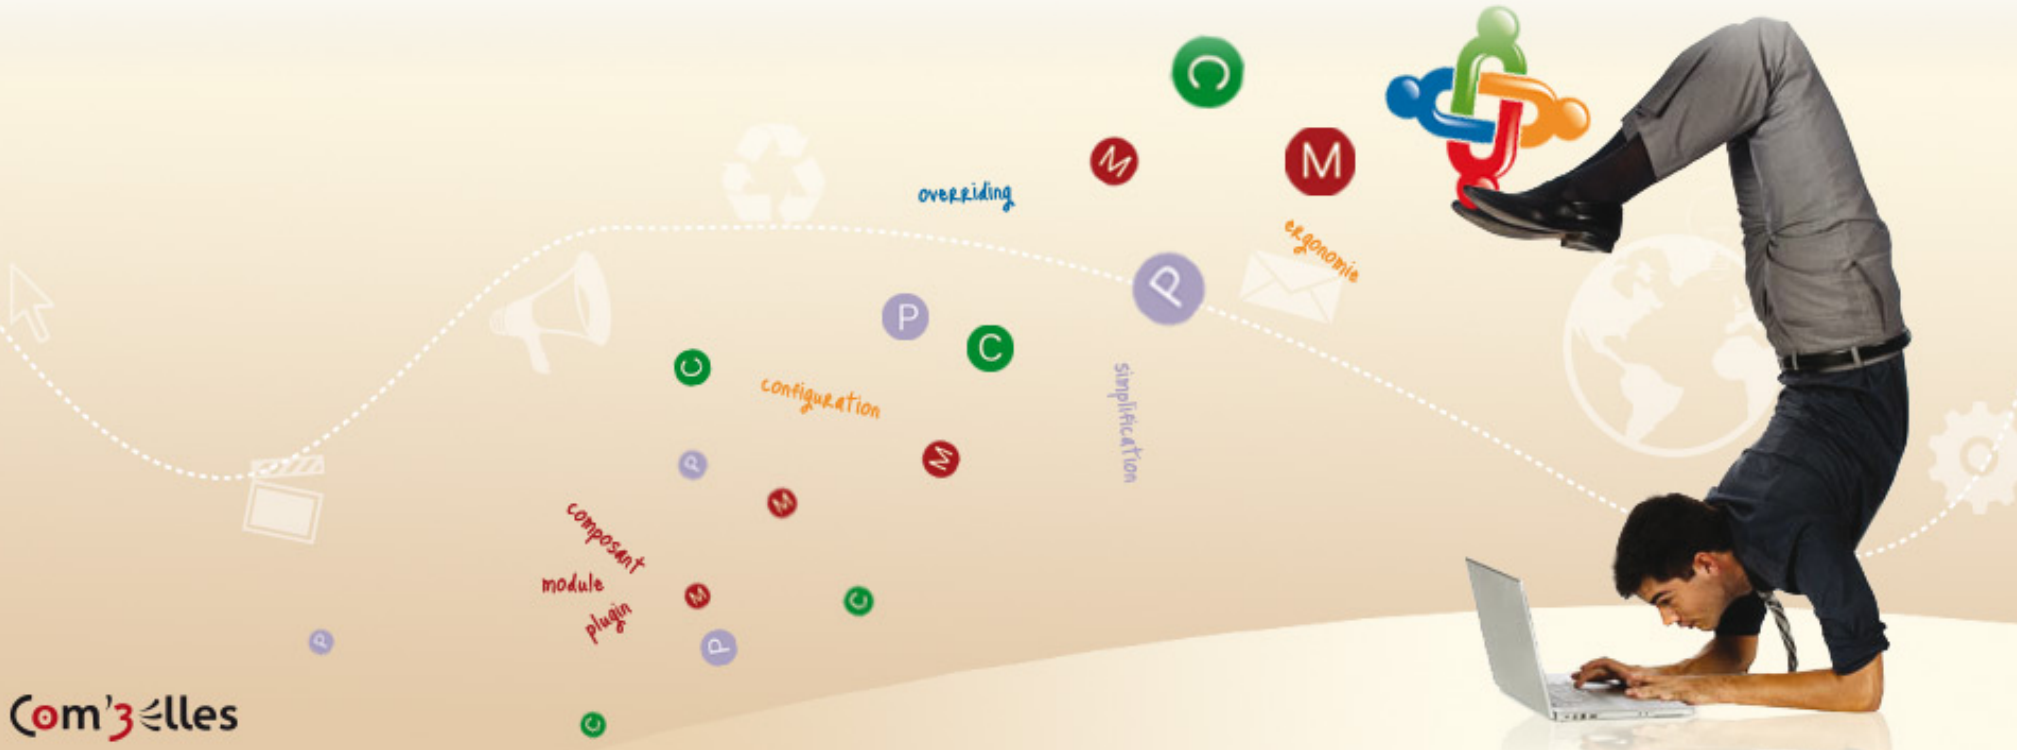 C
M
M
overriding
ergonomie
P
P
C
C
simplification
configuration
M
P
M
composant
module
M
C
plugin
P
P
Com'3elles
C